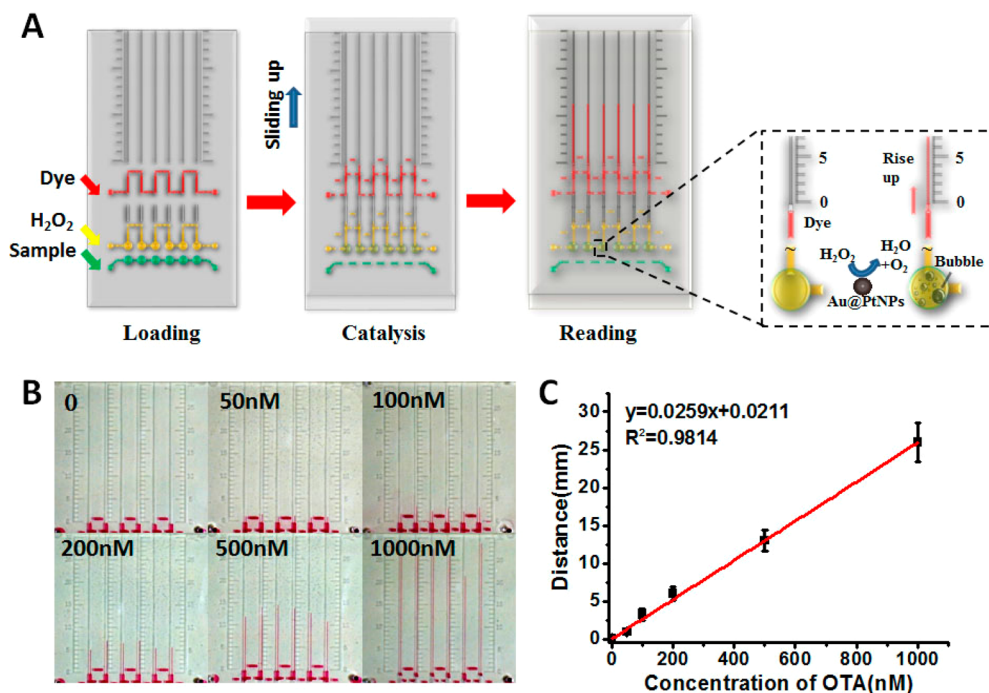 A
Sliding up
Dye
H₂O₂
Sample
Loading
Catalysis
Reading
5
0
Dye
Rise
up
5
0
H₂O₂
H₂O
+O₂
Bubble
Au@PtNPs
~
~
B
0
50nM
100nM
200nM
500nM
1000nM
C
y=0.0259x+0.0211
R²=0.9814
Distance(mm)
30
25
20
15
10
5
0
0 200 400 600 800 1000
Concentration of OTA(nM)